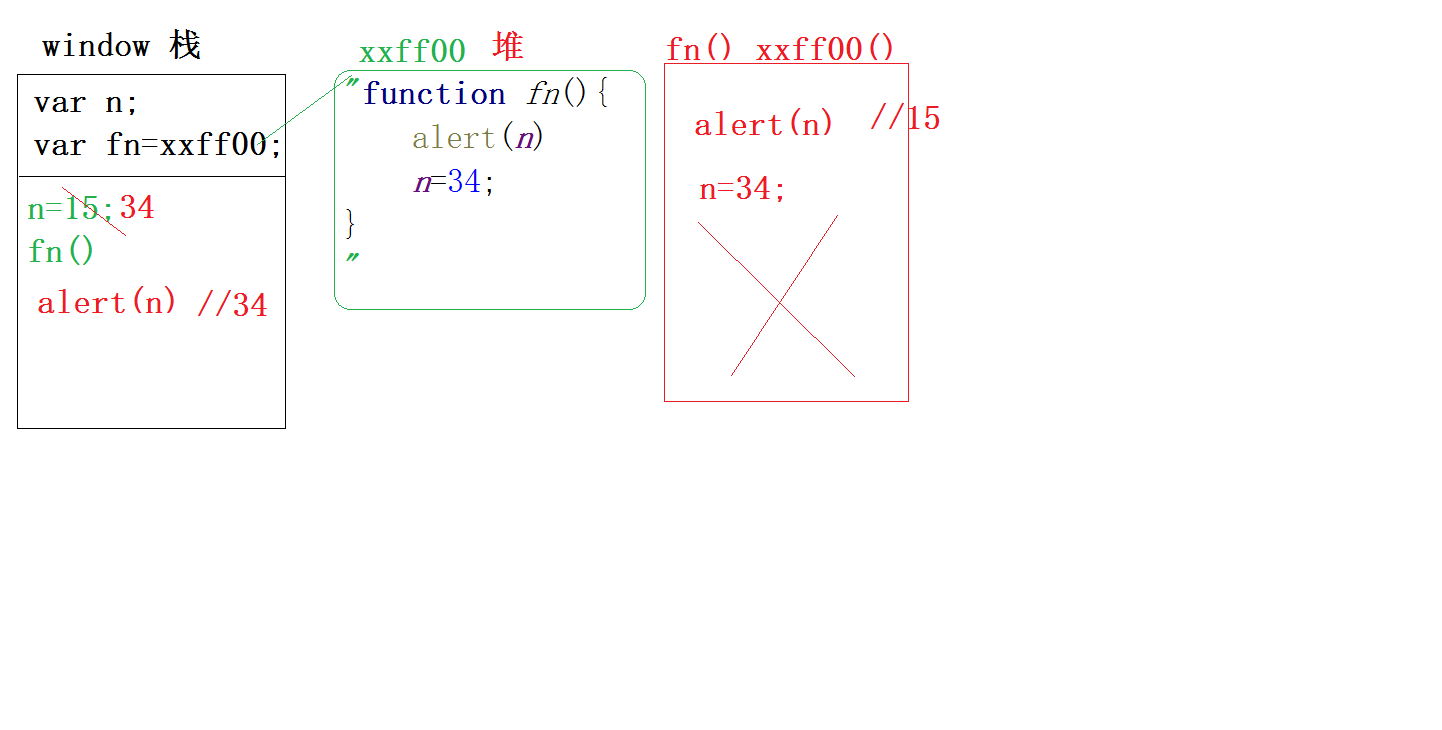 window 栈
var n;
var fn=xxff00;
n=15;34
fn()
alert(n) //34
xxff00 堆
"function fn(){
alert(n)
n=34;
}
"
fn() xxff00()
alert(n) //15
n=34;